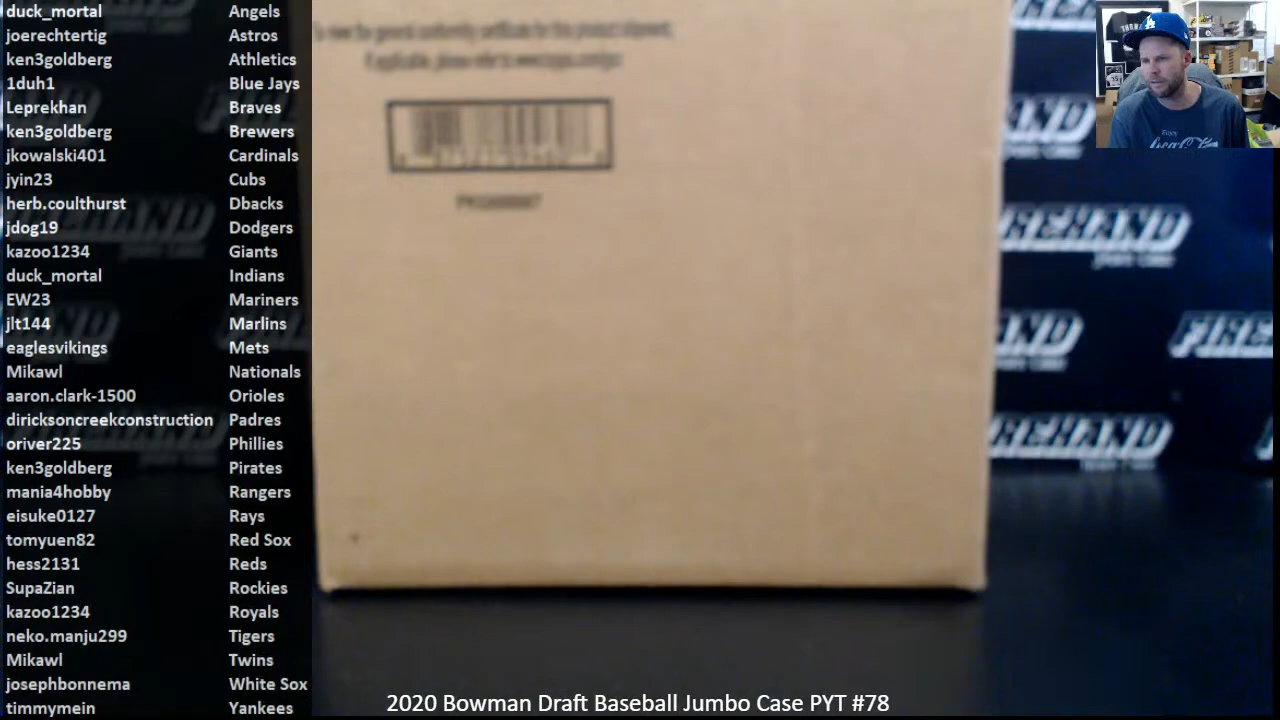 duck_mortal Angels
joerechtertig Astros
ken3goldberg Athletics
1duh1 Blue Jays
Leprekhan Braves
ken3goldberg Brewers
jkowalski401 Cardinals
jyin23 Cubs
herb.coulthurst Dbacks
jdog19 Dodgers
kazoo1234 Giants
duck_mortal Indians
EW23 Mariners
jlt144 Marlins
eaglesvikings Mets
Mikawl Nationals
aaron.clark-1500 Orioles
diricksoncreekconstruction Padres
oriver225 Phillies
ken3goldberg Pirates
mania4hobby Rangers
eisuke0127 Rays
tomyuen82 Red Sox
hess2131 Reds
SupaZian Rockies
kazoo1234 Royals
neko.manju299 Tigers
Mikawl Twins
josephbonnema White Sox
timmymein Yankees
FIREHAND
FIREHAND
2020 Bowman Draft Baseball Jumbo Case PYT #78
Enjoy